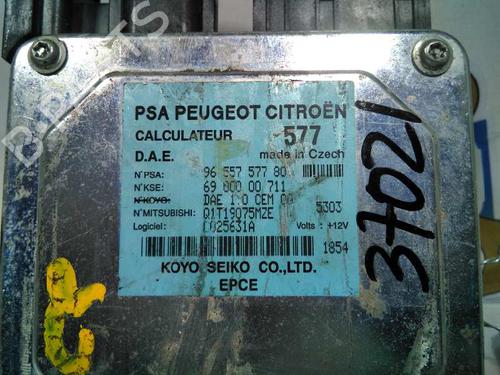 PSA PEUGEOT CITROËN
CALCULATEUR 577
D.A.E. made in Czech
N°PSA: 96 557 577 80
N°KSE: 69 000 00 711
N°KOYO: DAE 1.0 CEM 00
N°MITSUBISHI: Q1T19075MZE 5303
Logiciel: L025631A Volts: +12V
1854
KOYO SEIKO CO.,LTD.
EPCE
37021